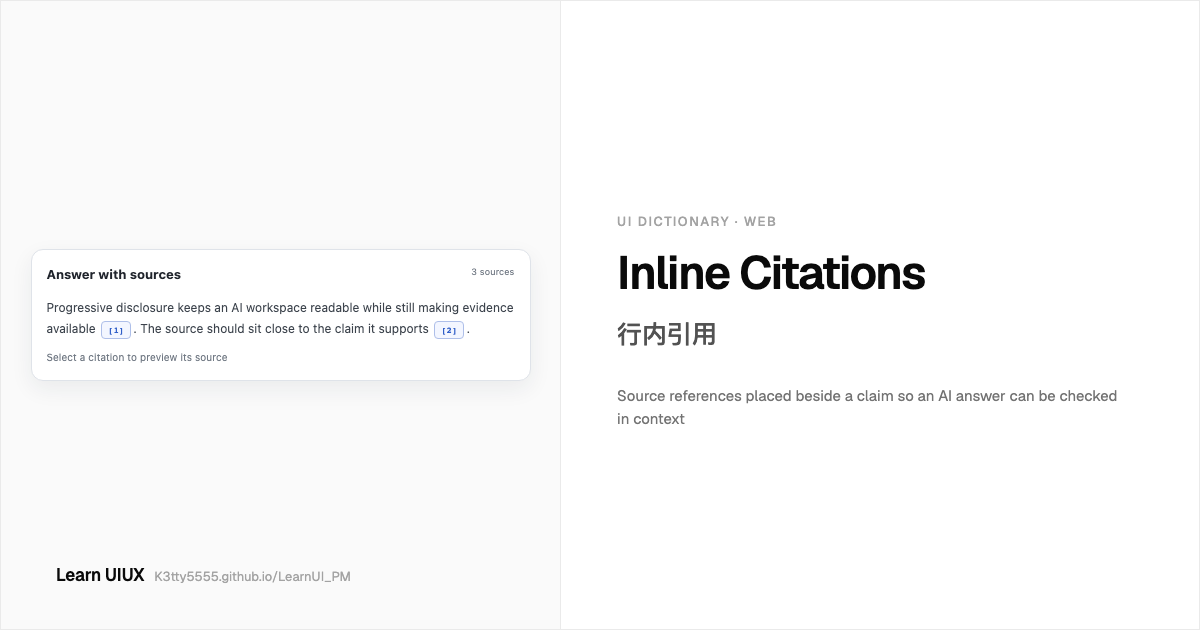 Answer with sources
3 sources
Progressive disclosure keeps an AI workspace readable while still making evidence
available [1] . The source should sit close to the claim it supports [2] .
Select a citation to preview its source
Learn UIUX K3tty5555.github.io/LearnUI_PM
UI DICTIONARY · WEB
Inline Citations
行内引用
Source references placed beside a claim so an AI answer can be checked
in context